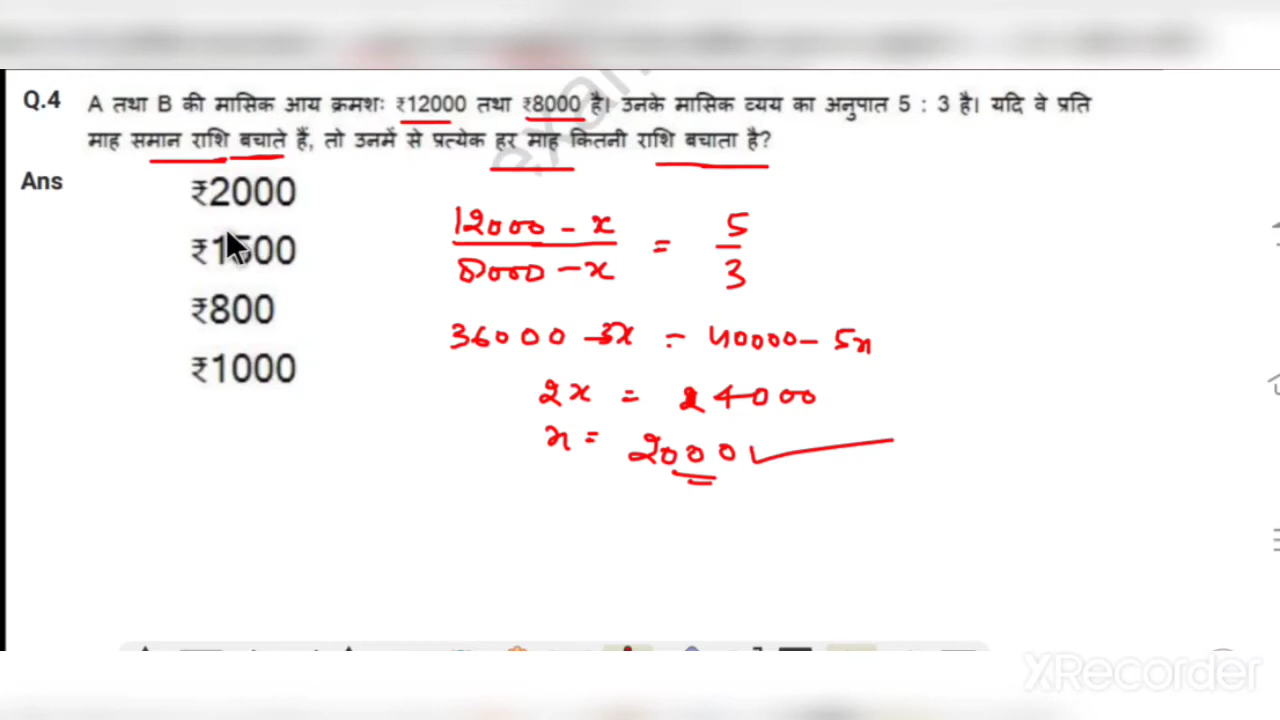 Q.4 A तथा B की मासिक आय क्रमशः ₹12000 तथा ₹8000 है। उनके मासिक व्यय का अनुपात 5 : 3 है। यदि वे प्रति
माह समान राशि बचाते हैं, तो उनमें से प्रत्येक हर माह कितनी राशि बचाता है?
Ans
₹2000
₹1500
₹800
₹1000
12000 - x = 5
8000 - x 3
36000 - 3x = 40000 - 5x
2x = 4000
x = 2000
XRecorder